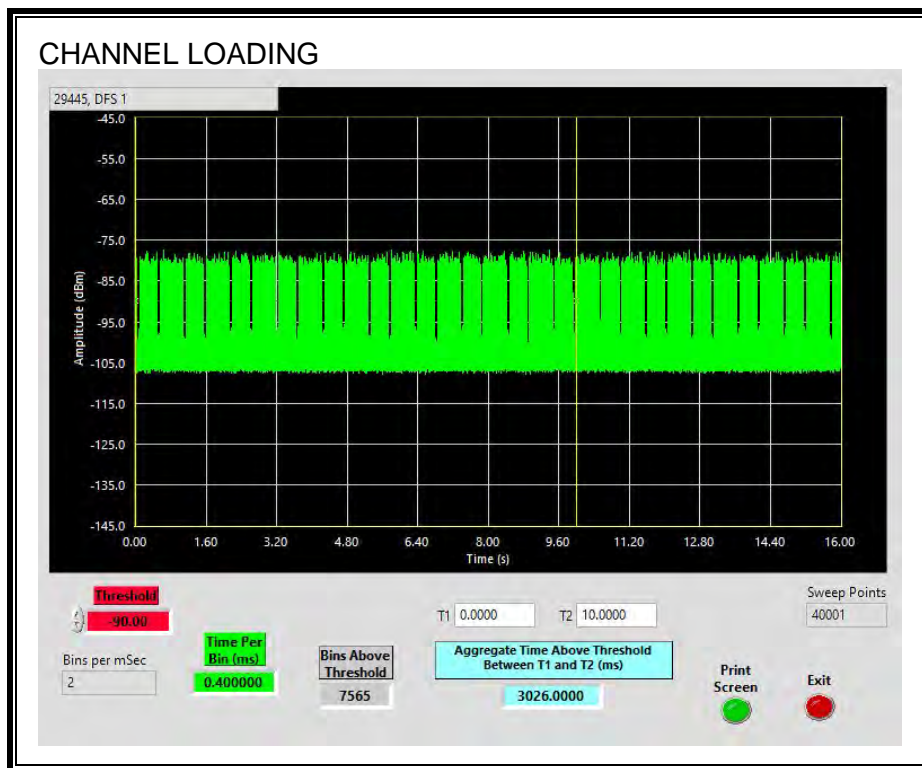 CHANNEL LOADING
29445, DFS 1
-45.0
-55.0
-65.0
-75.0
-85.0
-95.0
-105.0
-115.0
-125.0
-135.0
-145.0
Amplitude (dBm)
0.00 1.60 3.20 4.80 6.40 8.00 9.60 11.20 12.80 14.40 16.00
Time (s)
Threshold
-90.00
Bins per mSec
2
Time Per
Bin (ms)
0.400000
Bins Above
Threshold
7565
T1 0.0000 T2 10.0000
Aggregate Time Above Threshold
Between T1 and T2 (ms)
3026.0000
Sweep Points
40001
Print
Screen
Exit